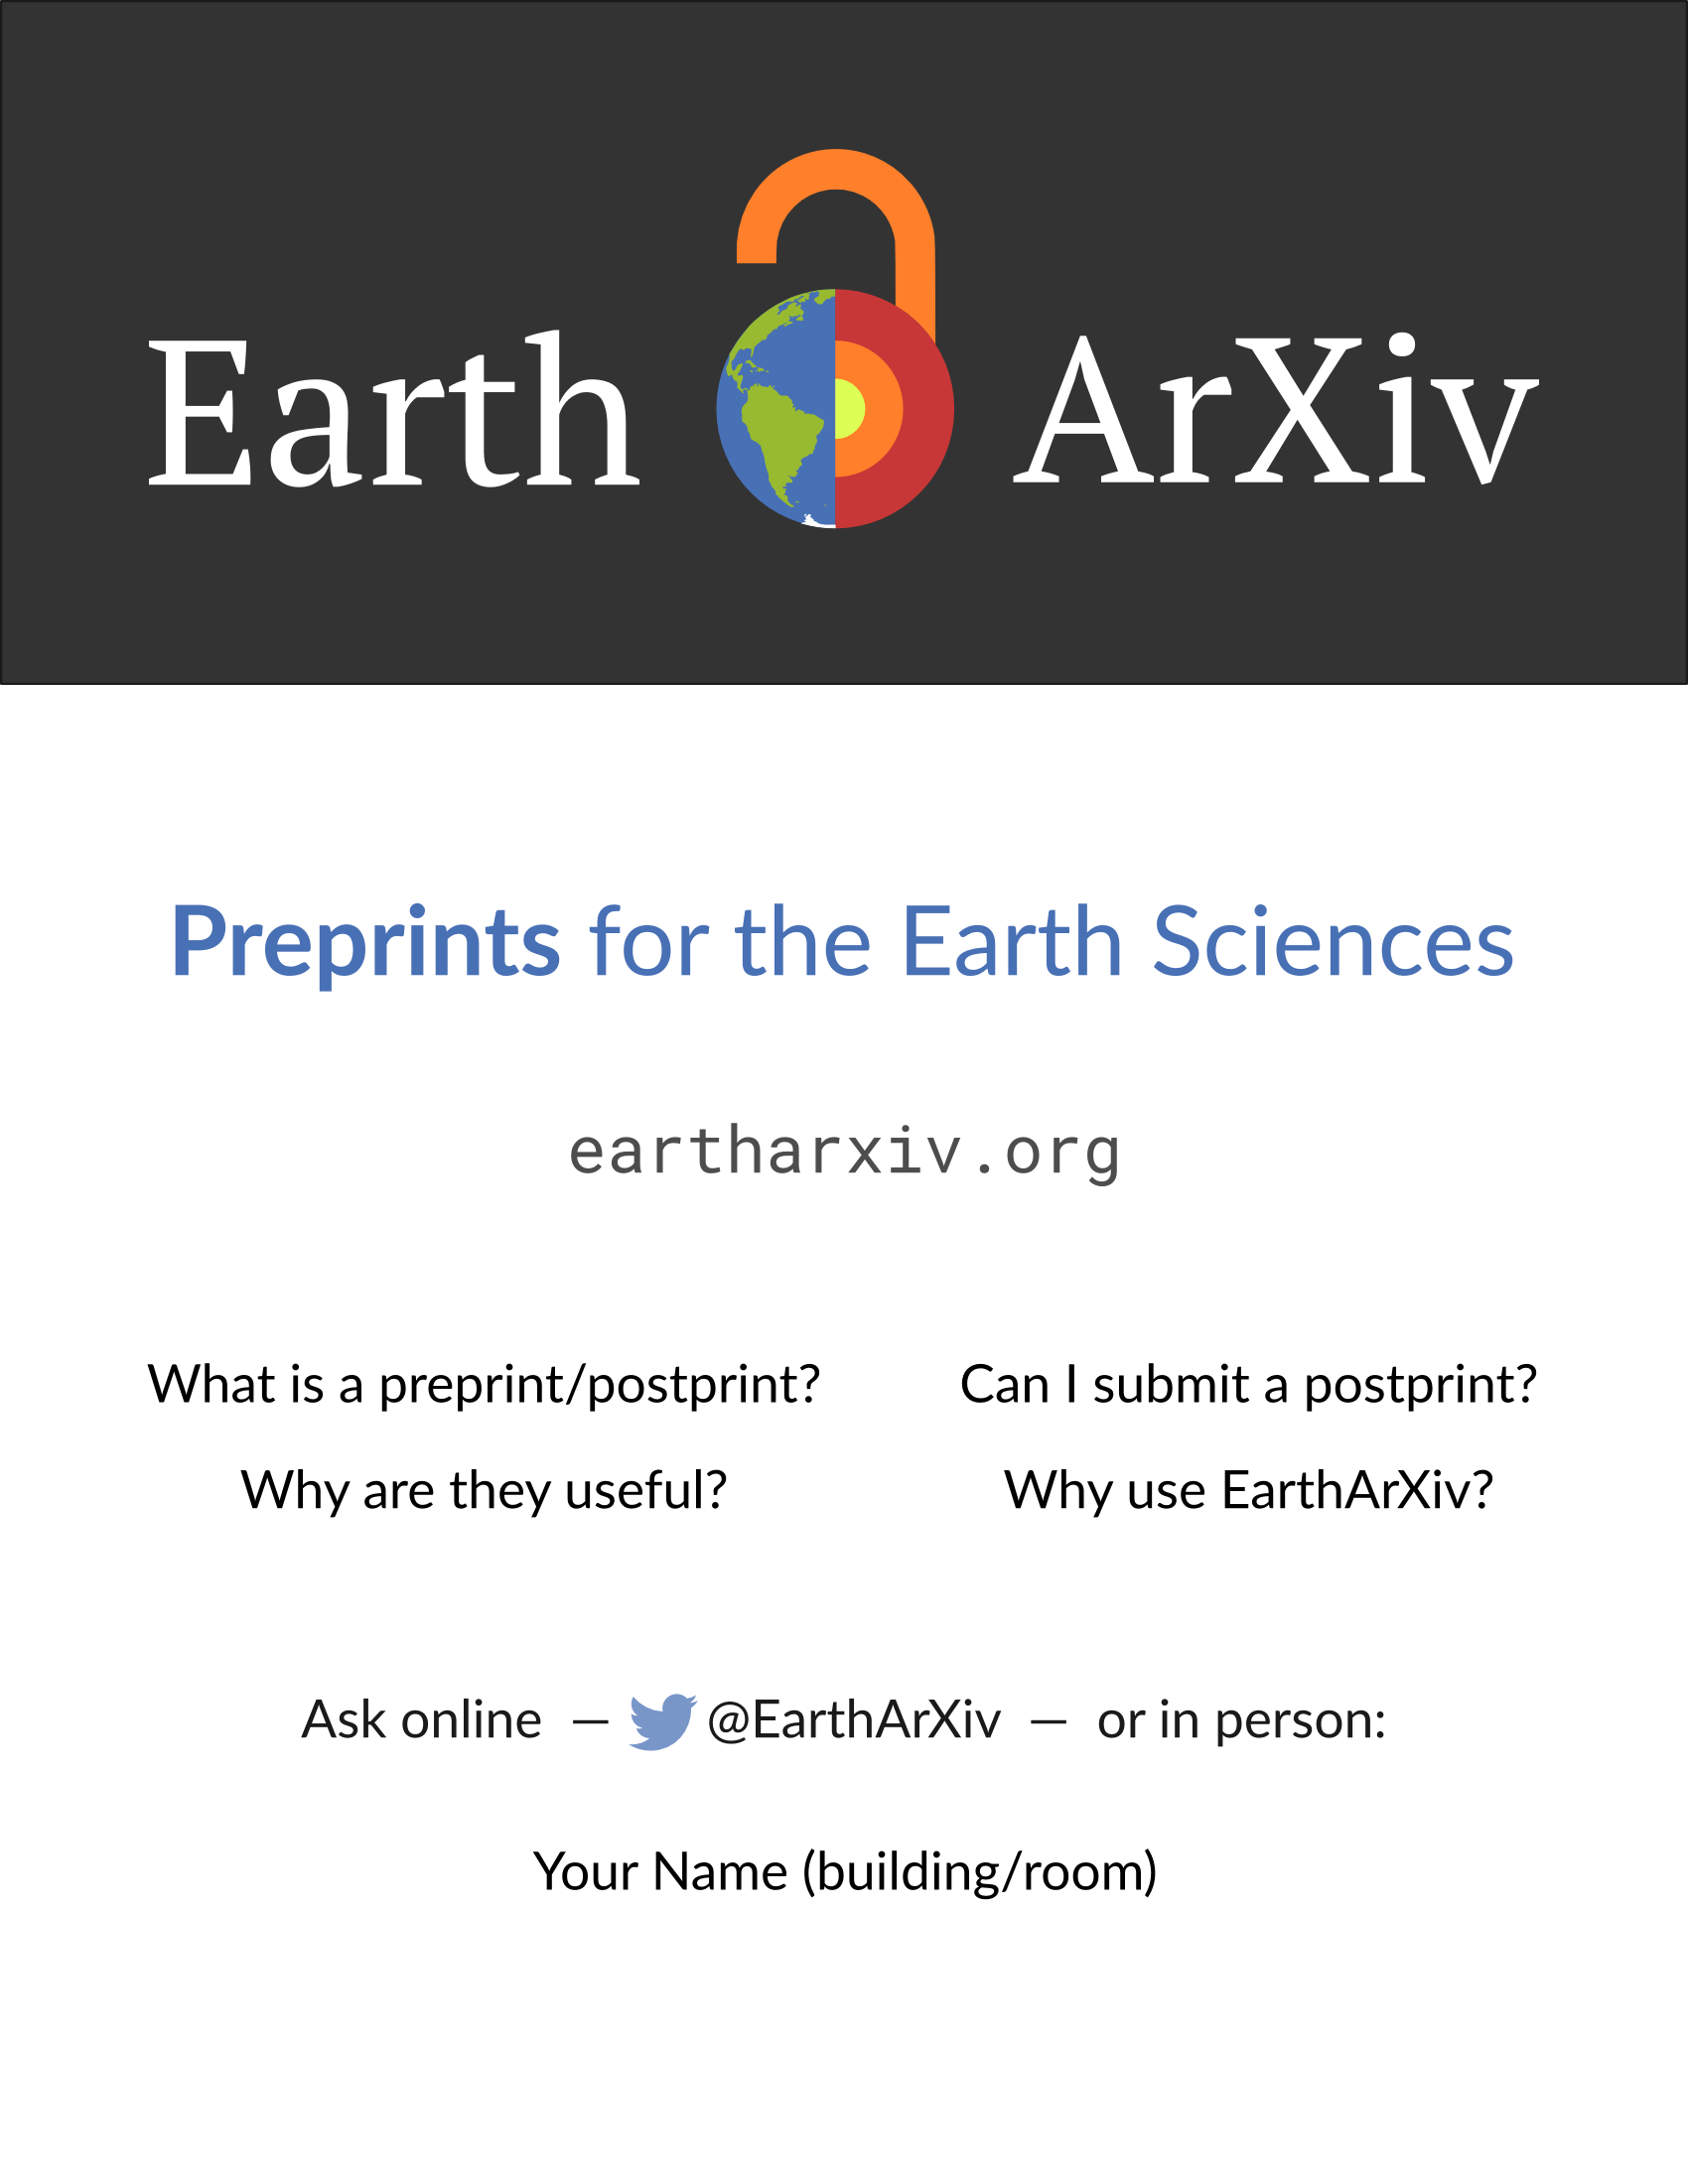 Earth ArXiv
Preprints for the Earth Sciences
eartharxiv.org
What is a preprint/postprint?
Why are they useful?
Can I submit a postprint?
Why use EarthArXiv?
Ask online — @EarthArXiv — or in person:
Your Name (building/room)